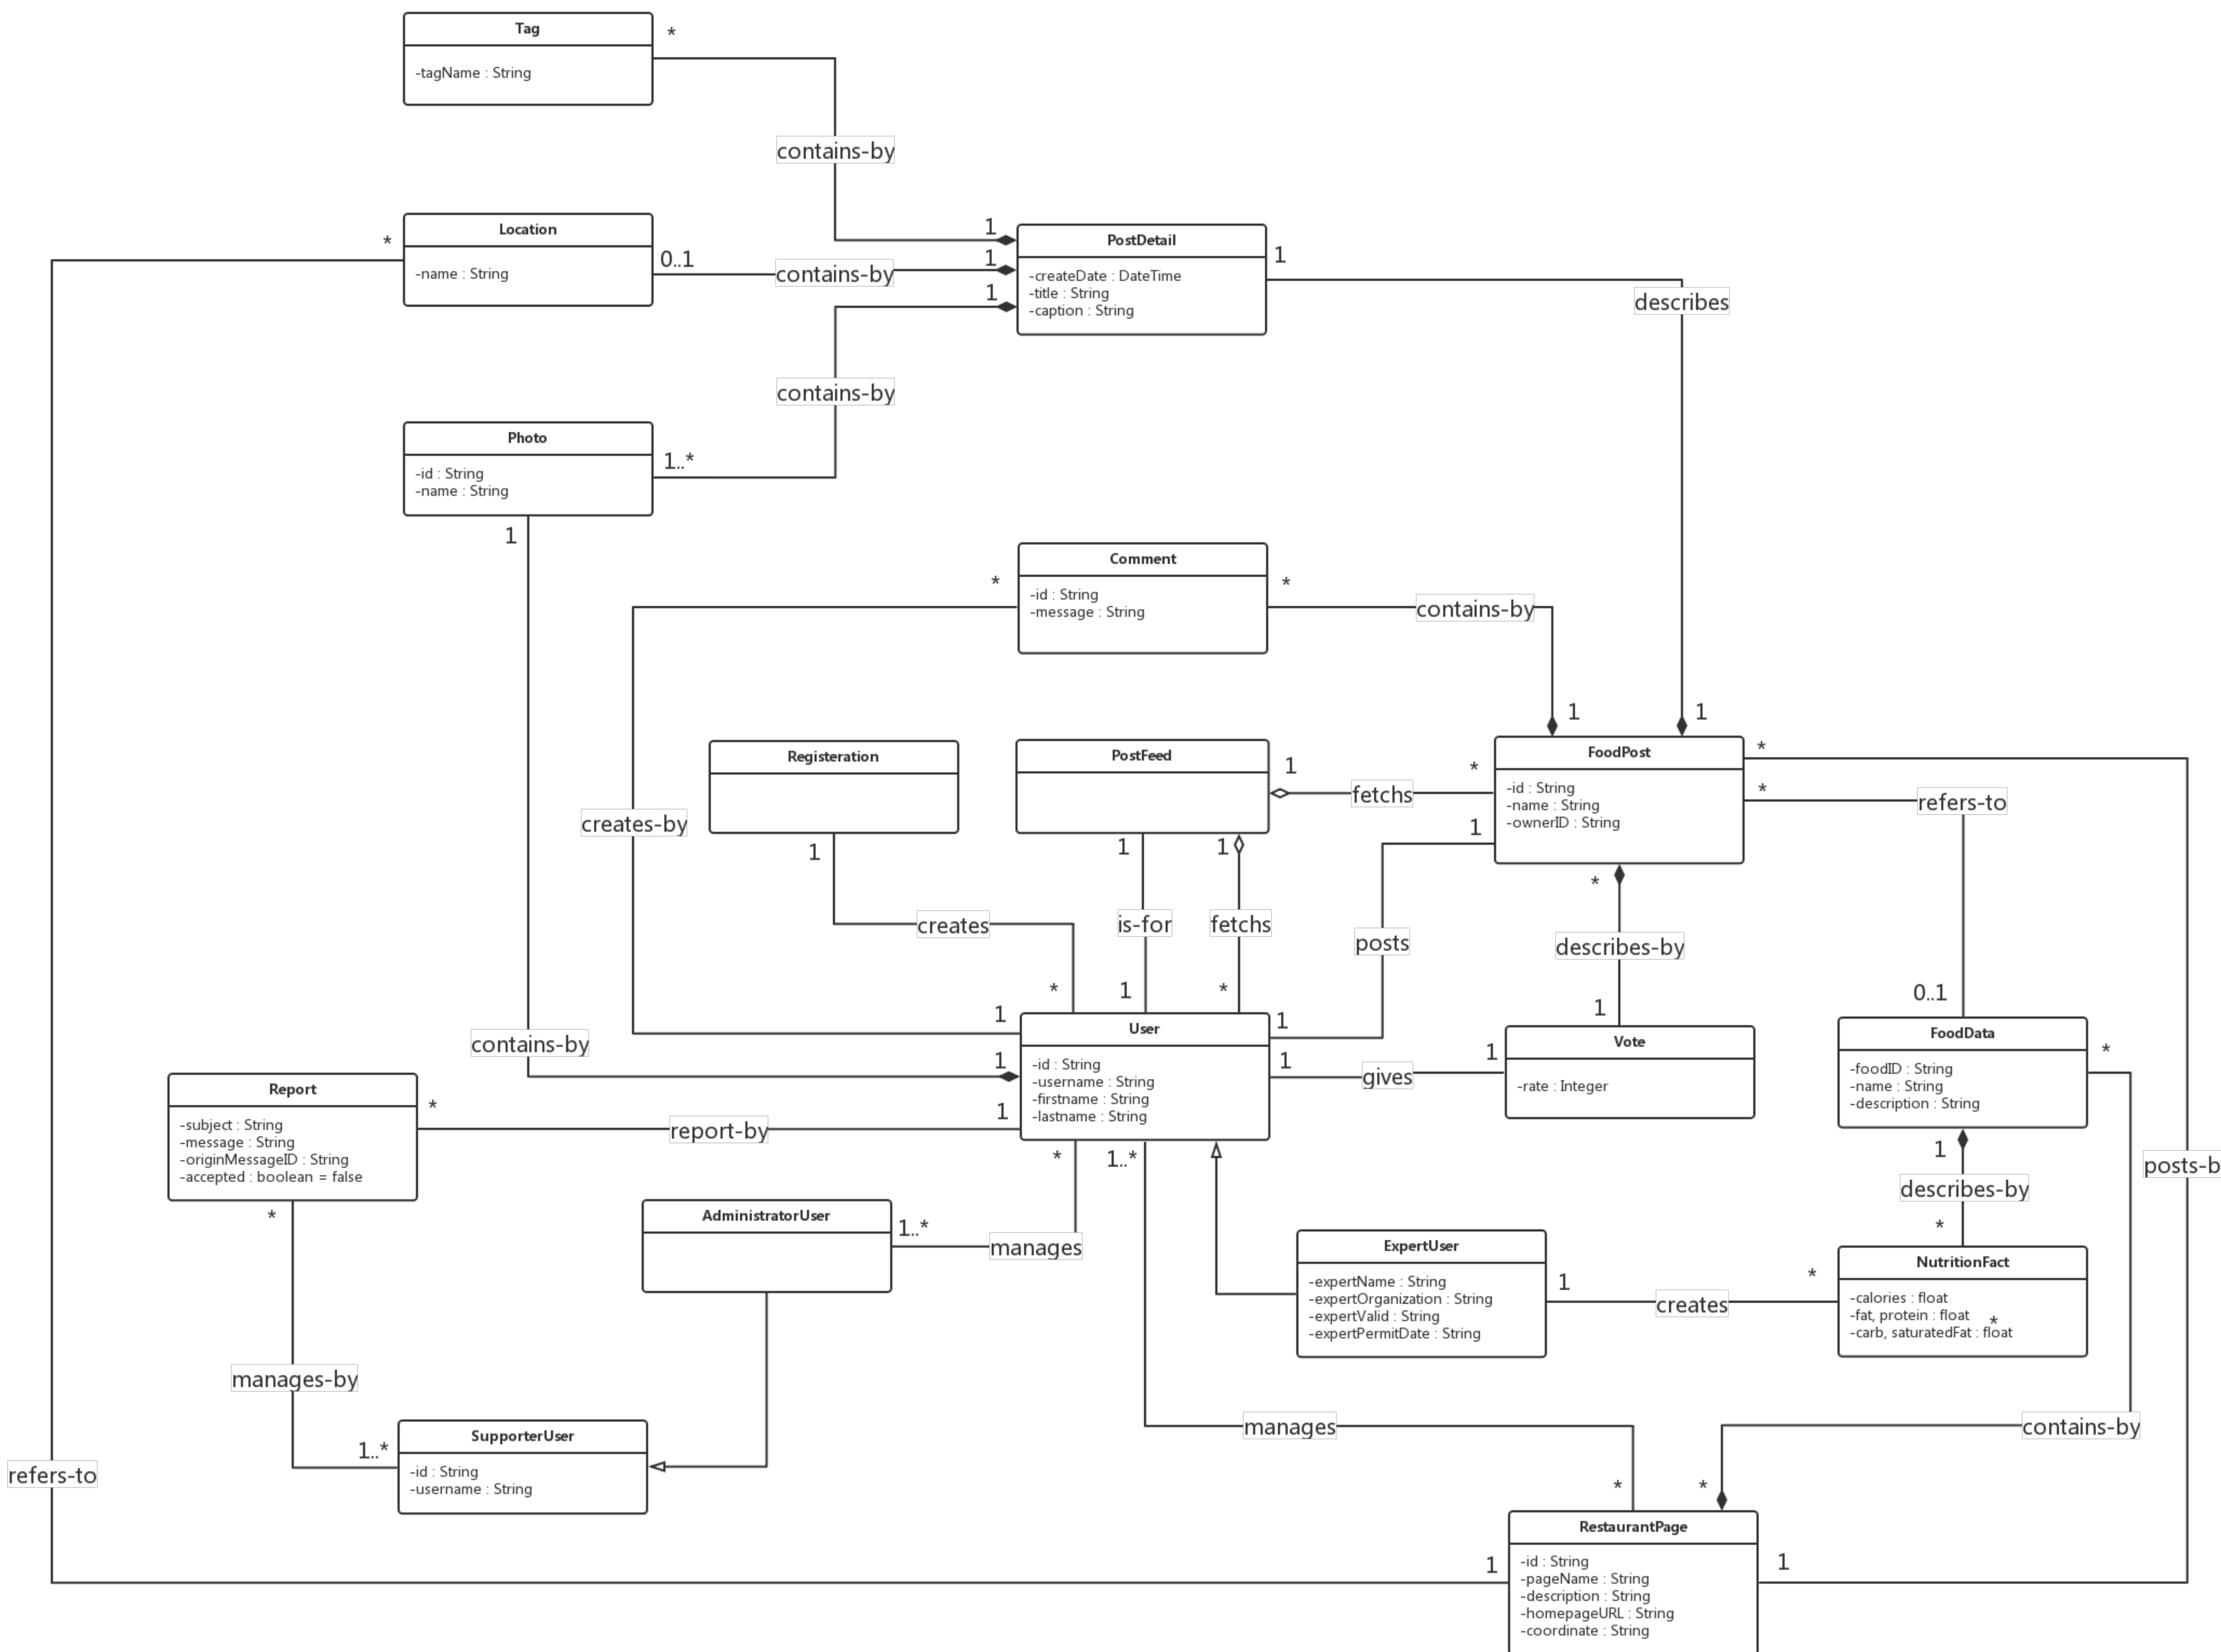 Tag
-tagName : String
*
contains-by
Location
-name : String
*
0..1
contains-by
1
1
1
PostDetail
-createDate : DateTime
-title : String
-caption : String
1
describes
contains-by
Photo
-id : String
-name : String
1..*
1
Comment
-id : String
-message : String
*
*
contains-by
1
1
Registeration
1
PostFeed
1
*
fetchs
FoodPost
-id : String
-name : String
-ownerID : String
*
*
refers-to
1
creates-by
1
1
*
creates
is-for
fetchs
posts
describes-by
*
1
*
1
0..1
contains-by
1
1
User
-id : String
-username : String
-firstname : String
-lastname : String
1
1
gives
1
Vote
-rate : Integer
FoodData
-foodID : String
-name : String
-description : String
*
Report
-subject : String
-message : String
-originMessageID : String
-accepted : boolean = false
*
report-by
1
*
1..*
1
describes-by
*
posts-b
*
AdministratorUser
1..*
manages
ExpertUser
-expertName : String
-expertOrganization : String
-expertValid : String
-expertPermitDate : String
1
creates
*
NutritionFact
-calories : float
-fat, protein : float
*
-carb, saturatedFat : float
manages-by
manages
contains-by
SupporterUser
-id : String
-username : String
1..*
refers-to
*
*
RestaurantPage
-id : String
-pageName : String
-description : String
-homepageURL : String
-coordinate : String
1
1